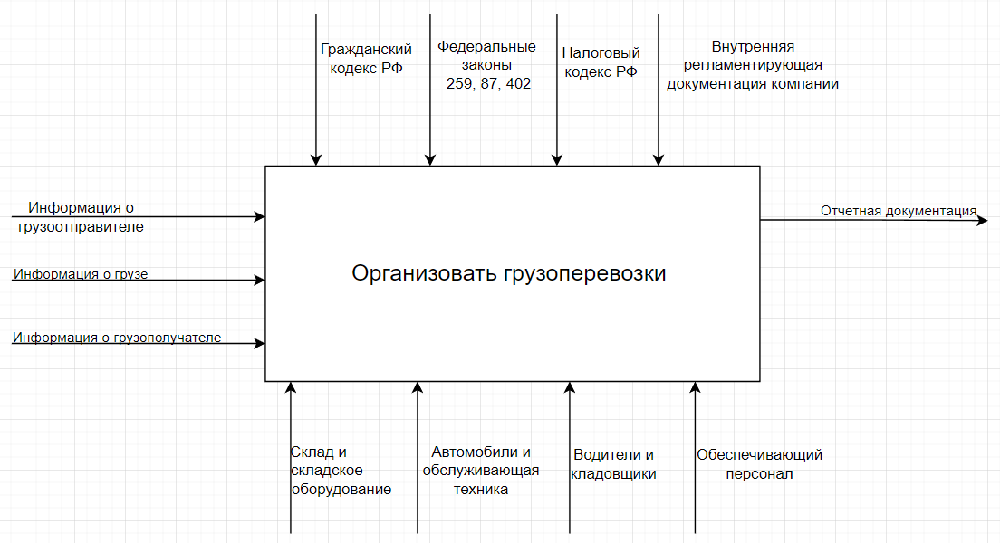 Гражданский
кодекс РФ
Федеральные
законы
259, 87, 402
Налоговый
кодекс РФ
Внутренняя
регламентирующая
документация компании
Информация о
грузоотправителе
Информация о грузе
Информация о грузополучателе
Организовать грузоперевозки
Отчетная документация
Склад и
складское
оборудование
Автомобили и
обслуживающая
техника
Водители и
кладовщики
Обеспечивающий
персонал